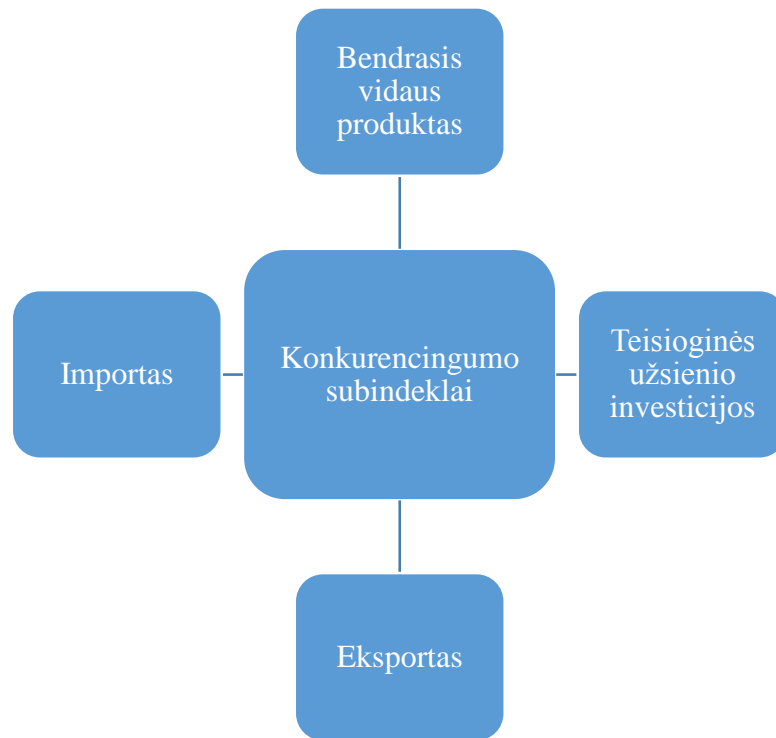 Bendrasis
vidaus
produktas
Importas
Konkurencingumo
subindeklai
Teisioginės
užsienio
investicijos
Eksportas